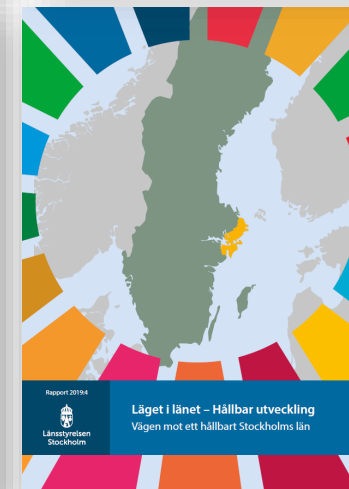 Rapport 2019:4
Länsstyrelsen
Stockholm
Läget i länet – Hållbar utveckling
Vägen mot ett hållbart Stockholms län